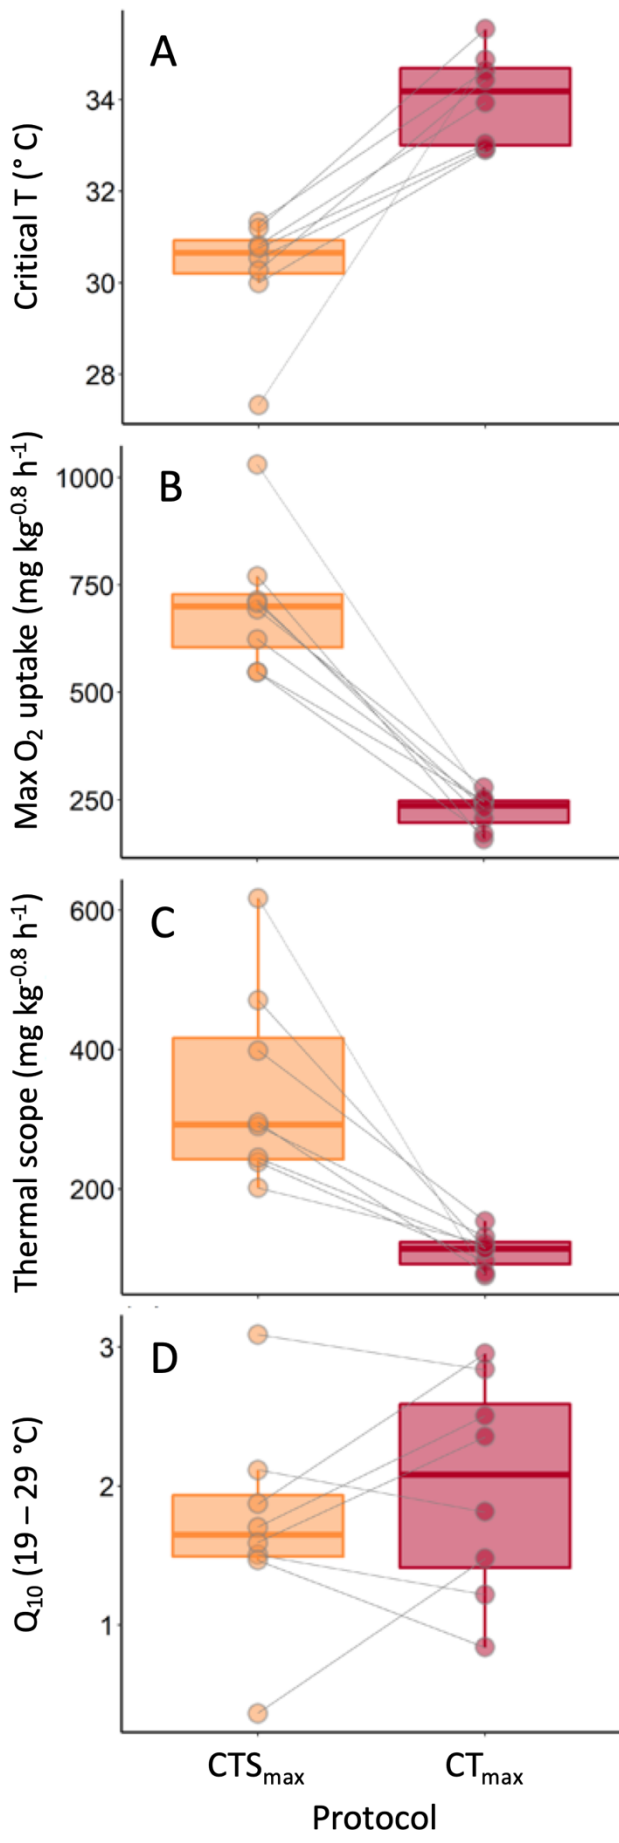 A
Critical T (° C)
34
32
30
28
B
Max O₂ uptake (mg kg⁻⁰·⁸ h⁻¹)
1000
750
500
250
C
Thermal scope (mg kg⁻⁰·⁸ h⁻¹)
600
400
200
D
Q₁₀ (19 – 29 °C)
3
2
1
CTSmax CTmax
Protocol